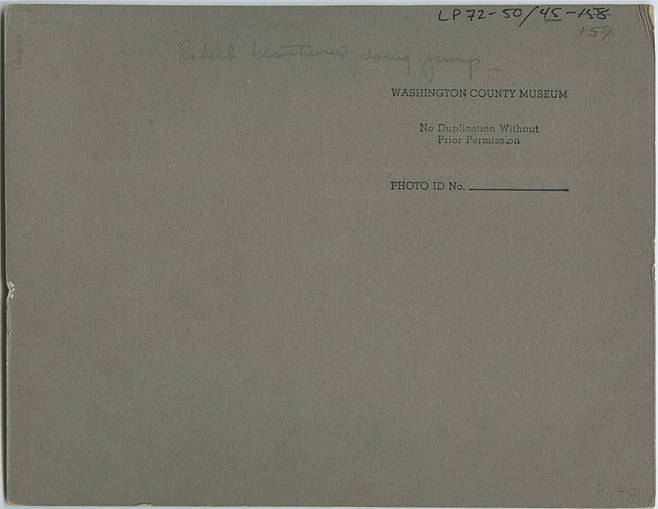 LP72-50/45-158
157
Robert Weathered doing jump
WASHINGTON COUNTY MUSEUM
No Duplication Without
Prior Permission
PHOTO ID No.